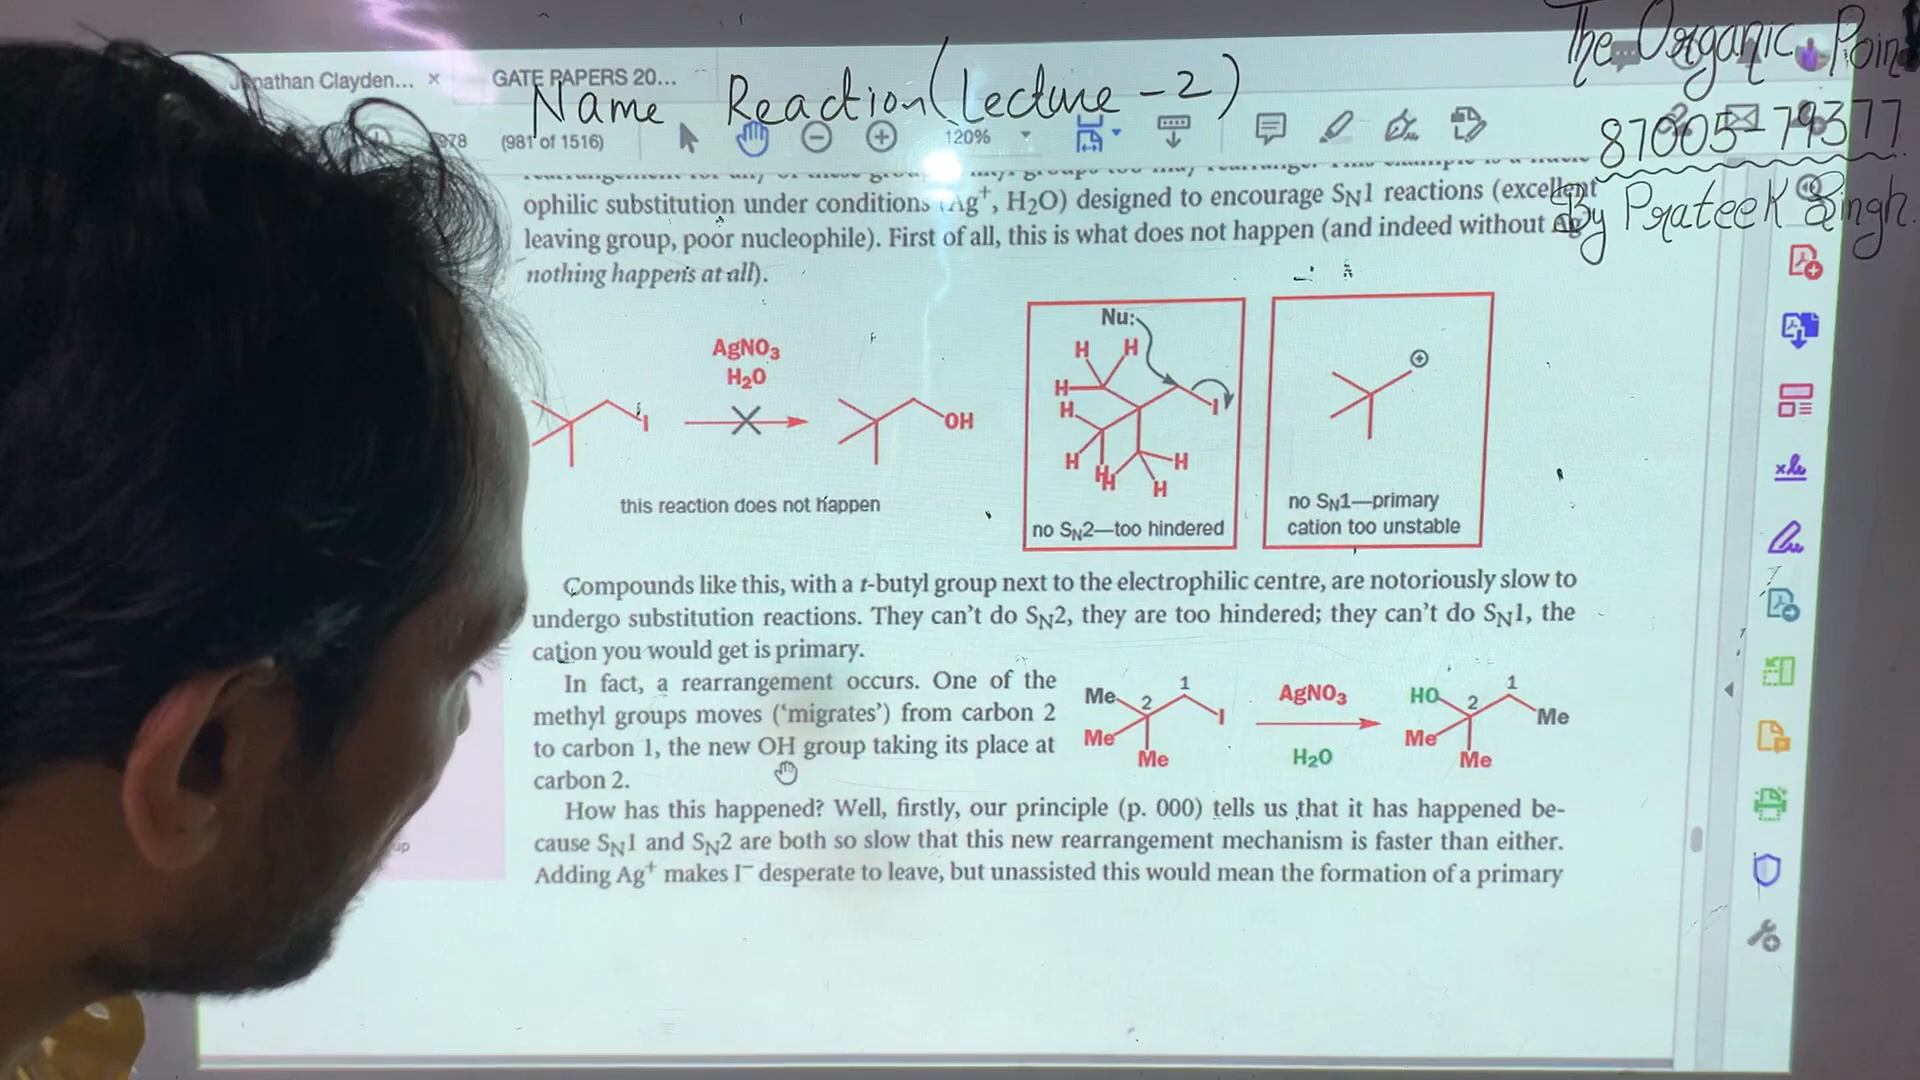 The Organic Poin
Jonathan Clayden... ×
GATE PAPERS 20...
Name Reaction (Lecture - 2)
87005-79377
978
(981 of 1516)
120%
By Prateek Singh
ophilic substitution under conditions (Ag⁺, H₂O) designed to encourage SN1 reactions (excellent
leaving group, poor nucleophile). First of all, this is what does not happen (and indeed without Ag⁺
nothing happens at all).
AgNO₃
H₂O
I
OH
this reaction does not happen
Nu:
H H
H
H
I
H
H
H
H
H
no SN2—too hindered
⊕
no SN1—primary
cation too unstable
Compounds like this, with a t-butyl group next to the electrophilic centre, are notoriously slow to
undergo substitution reactions. They can’t do SN2, they are too hindered; they can’t do SN1, the
cation you would get is primary.
In fact, a rearrangement occurs. One of the
methyl groups moves (‘migrates’) from carbon 2
to carbon 1, the new OH group taking its place at
carbon 2.
Me 2 1
I
Me
Me
AgNO₃
H₂O
HO 2 1
Me
Me
Me
How has this happened? Well, firstly, our principle (p. 000) tells us that it has happened be-
cause SN1 and SN2 are both so slow that this new rearrangement mechanism is faster than either.
Adding Ag⁺ makes I⁻ desperate to leave, but unassisted this would mean the formation of a primary
up